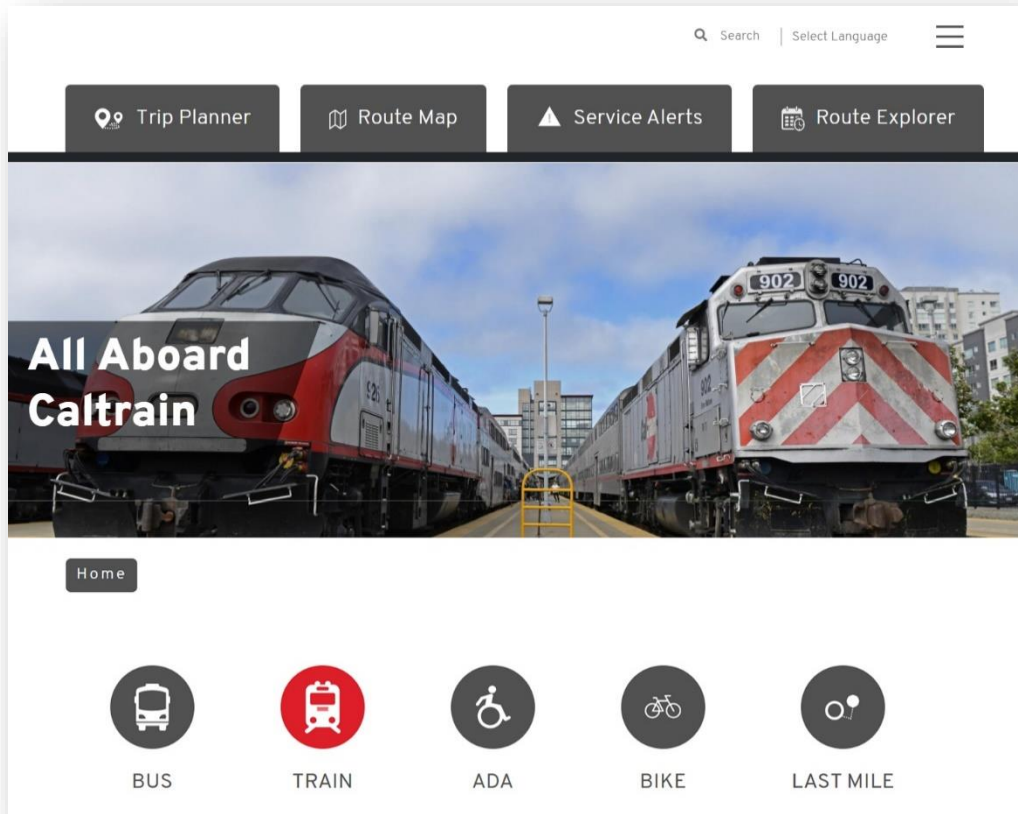 Search
Select Language
Trip Planner
Route Map
Service Alerts
Route Explorer
902
902
All Aboard
Caltrain
902
Home
BUS
TRAIN
ADA
BIKE
LAST MILE